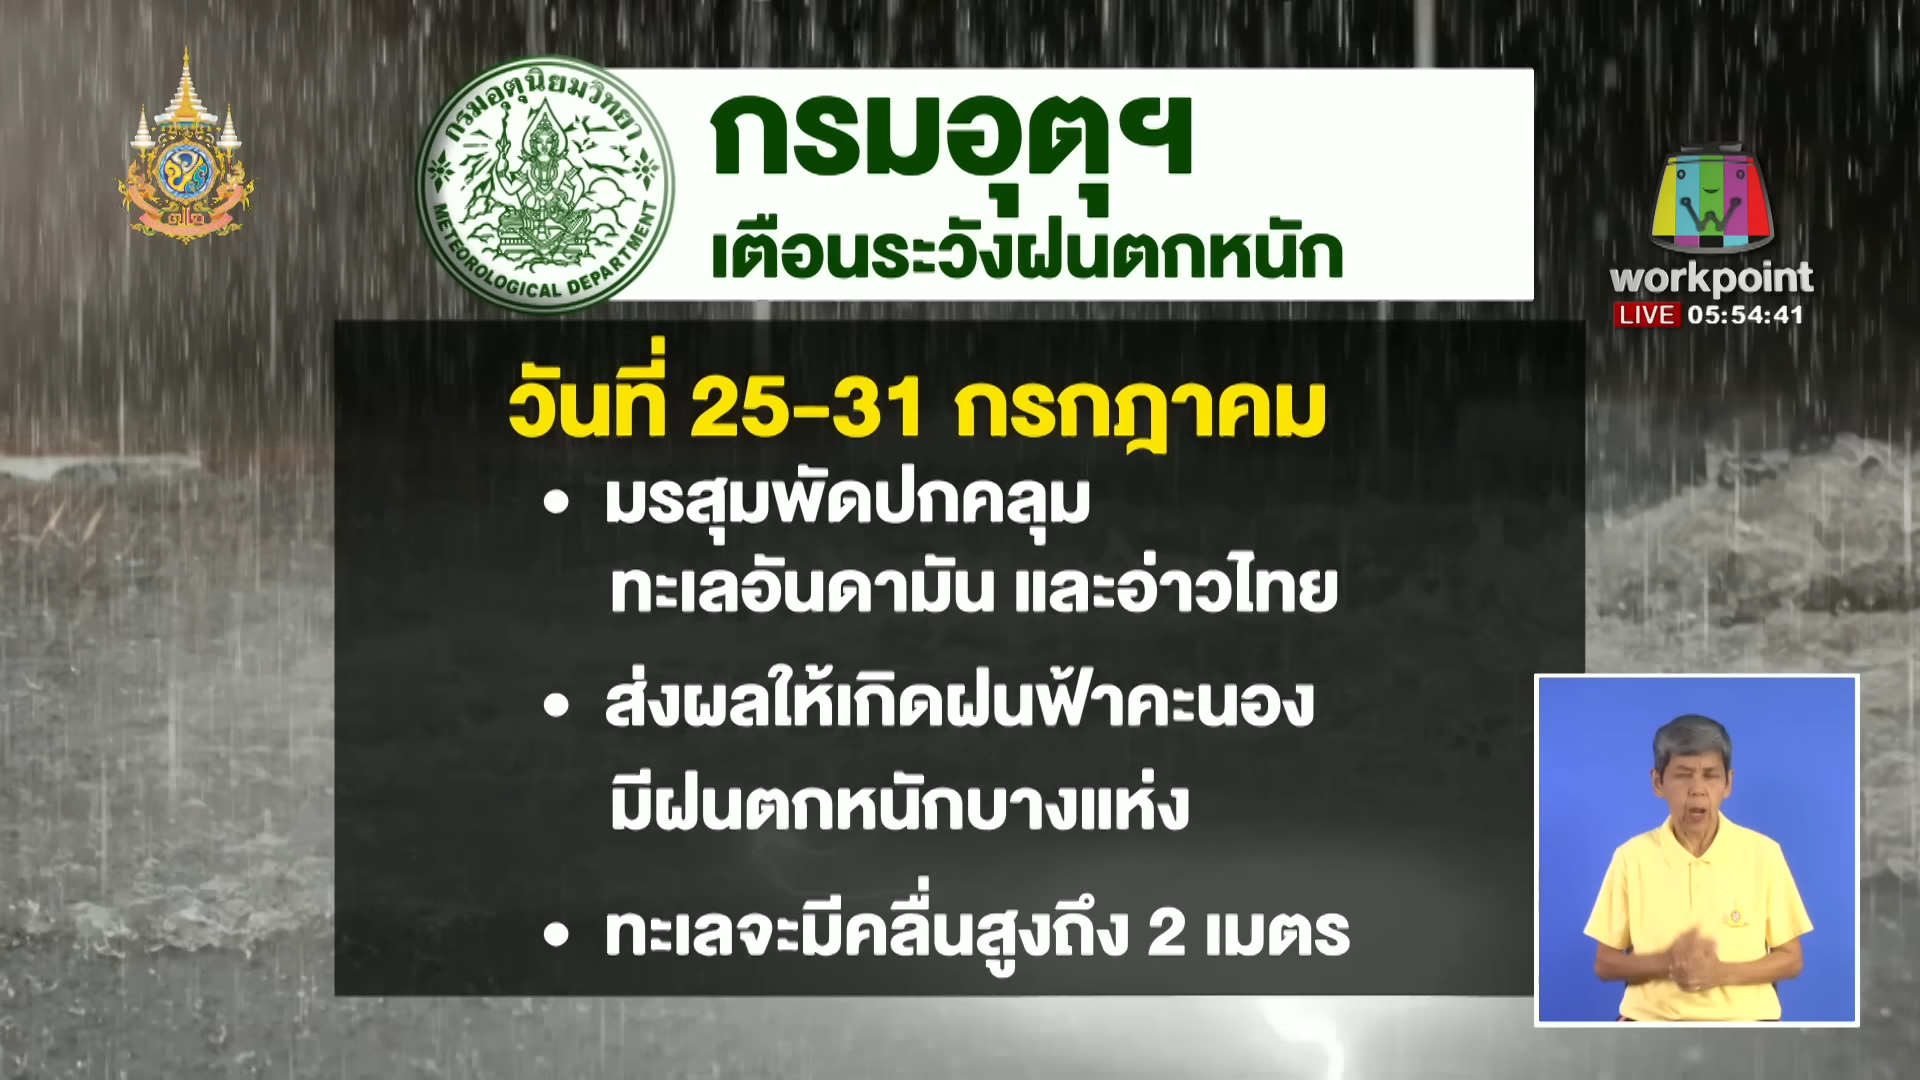 กรมอุตุนิยมวิทยา
METEOROLOGICAL DEPARTMENT
กรมอุตุฯ
เตือนระวังฝนตกหนัก
๗๒
workpoint
LIVE 05:54:41
วันที่ 25-31 กรกฎาคม
• มรสุมพัดปกคลุม
ทะเลอันดามัน และอ่าวไทย
• ส่งผลให้เกิดฝนฟ้าคะนอง
มีฝนตกหนักบางแห่ง
• ทะเลจะมีคลื่นสูงถึง 2 เมตร